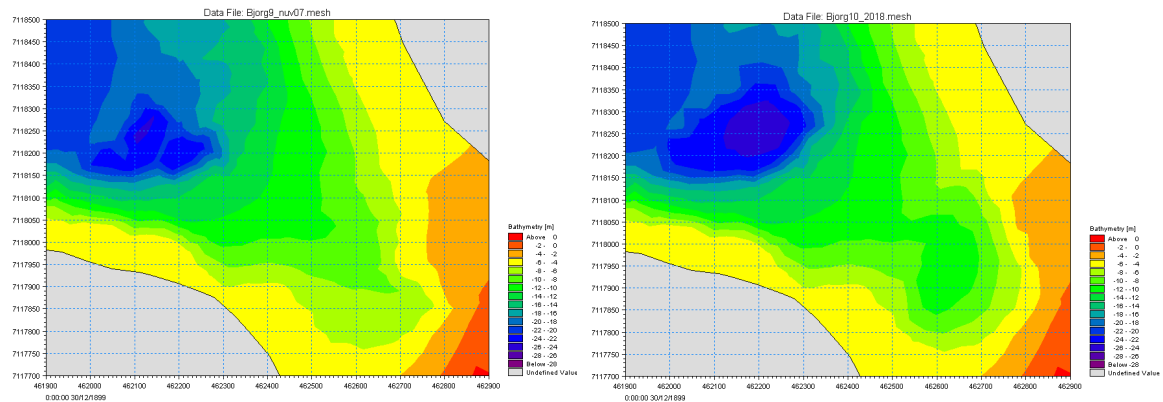 Data File: Bjorg9_nuv07.mesh
7118500
7118450
7118400
7118350
7118300
7118250
7118200
7118150
7118100
7118050
7118000
7117950
7117900
7117850
7117800
7117750
7117700
461900 462000 462100 462200 462300 462400 462500 462600 462700 462800 462900
0:00:00 30/12/1899
Bathymetry [m]
Above 0
-2 - 0
-4 - -2
-6 - -4
-8 - -6
-10 - -8
-12 - -10
-14 - -12
-16 - -14
-18 - -16
-20 - -18
-22 - -20
-24 - -22
-26 - -24
-28 - -26
Below -28
Undefined Value
Data File: Bjorg10_2018.mesh
7118500
7118450
7118400
7118350
7118300
7118250
7118200
7118150
7118100
7118050
7118000
7117950
7117900
7117850
7117800
7117750
7117700
461900 462000 462100 462200 462300 462400 462500 462600 462700 462800 462900
0:00:00 30/12/1899
Bathymetry [m]
Above 0
-2 - 0
-4 - -2
-6 - -4
-8 - -6
-10 - -8
-12 - -10
-14 - -12
-16 - -14
-18 - -16
-20 - -18
-22 - -20
-24 - -22
-26 - -24
-28 - -26
Below -28
Undefined Value